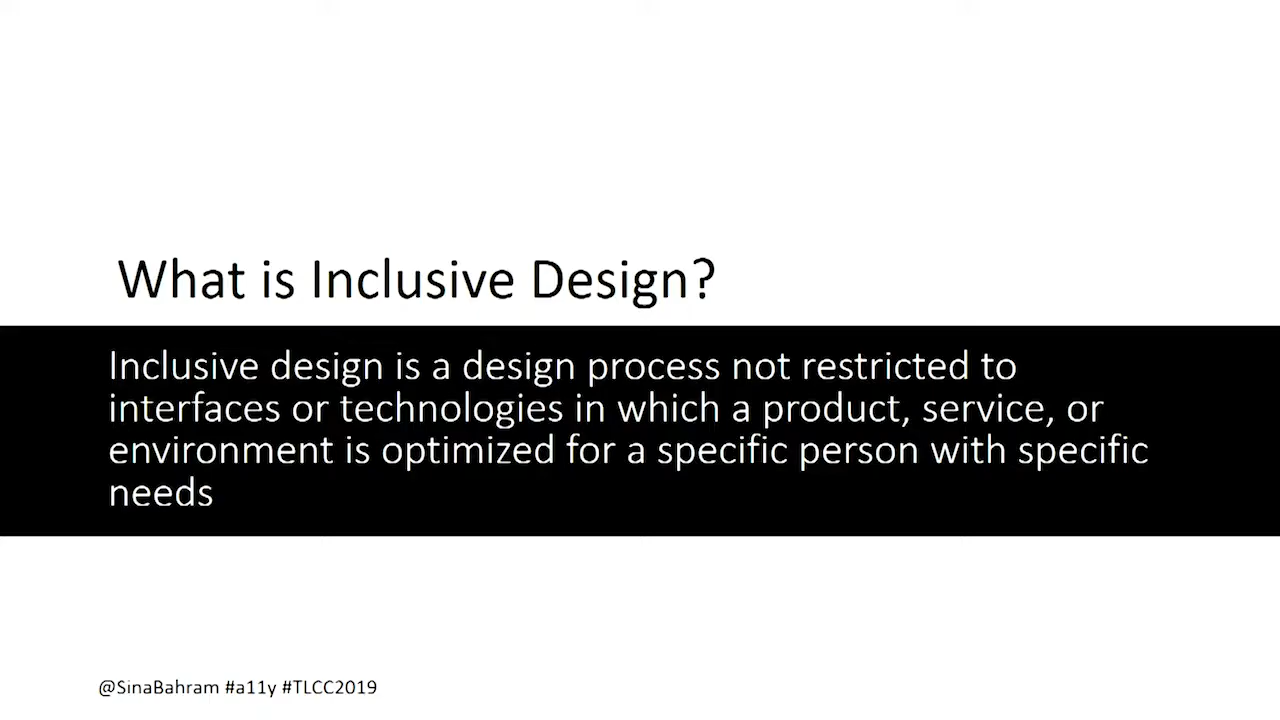 What is Inclusive Design?
Inclusive design is a design process not restricted to
interfaces or technologies in which a product, service, or
environment is optimized for a specific person with specific
needs
@SinaBahram #a11y #TLCC2019